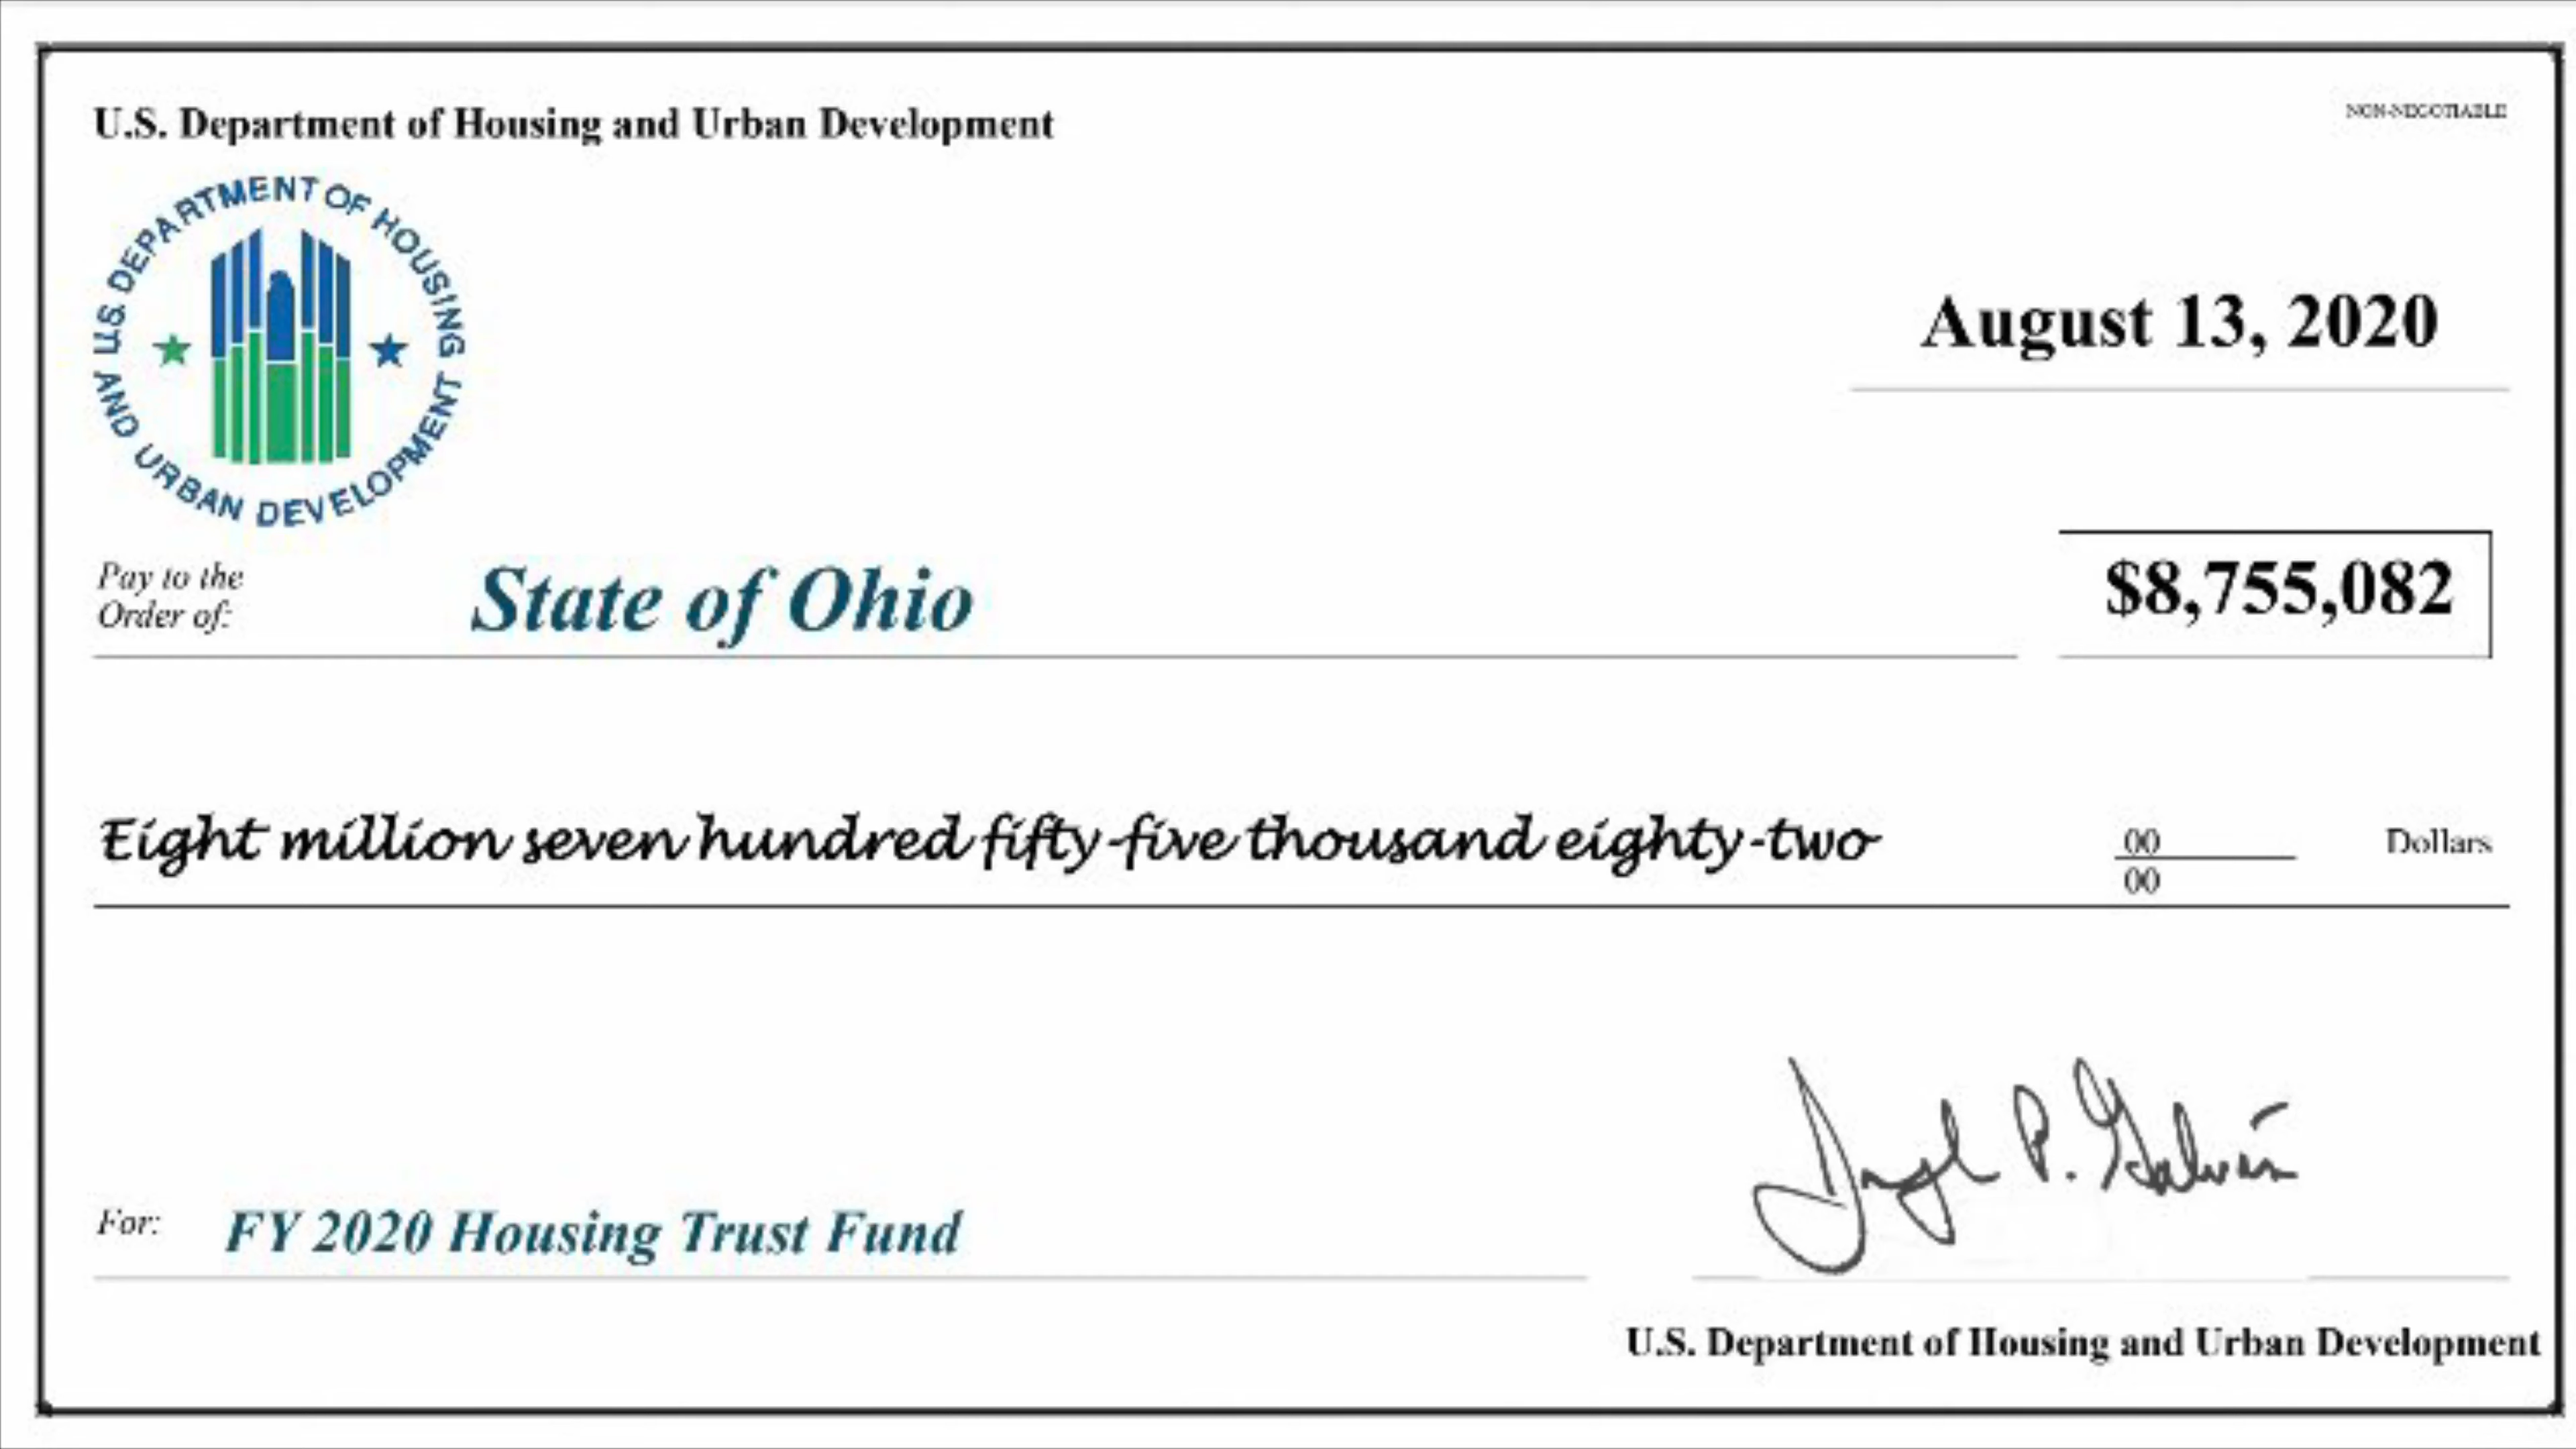 U.S. Department of Housing and Urban Development
NON-NEGOTIABLE
U.S. DEPARTMENT OF HOUSING
AND URBAN DEVELOPMENT
August 13, 2020
Pay to the
Order of:
State of Ohio
$8,755,082
Eight million seven hundred fifty-five thousand eighty-two
00
00
Dollars
For:
FY 2020 Housing Trust Fund
P. Galvan
U.S. Department of Housing and Urban Development